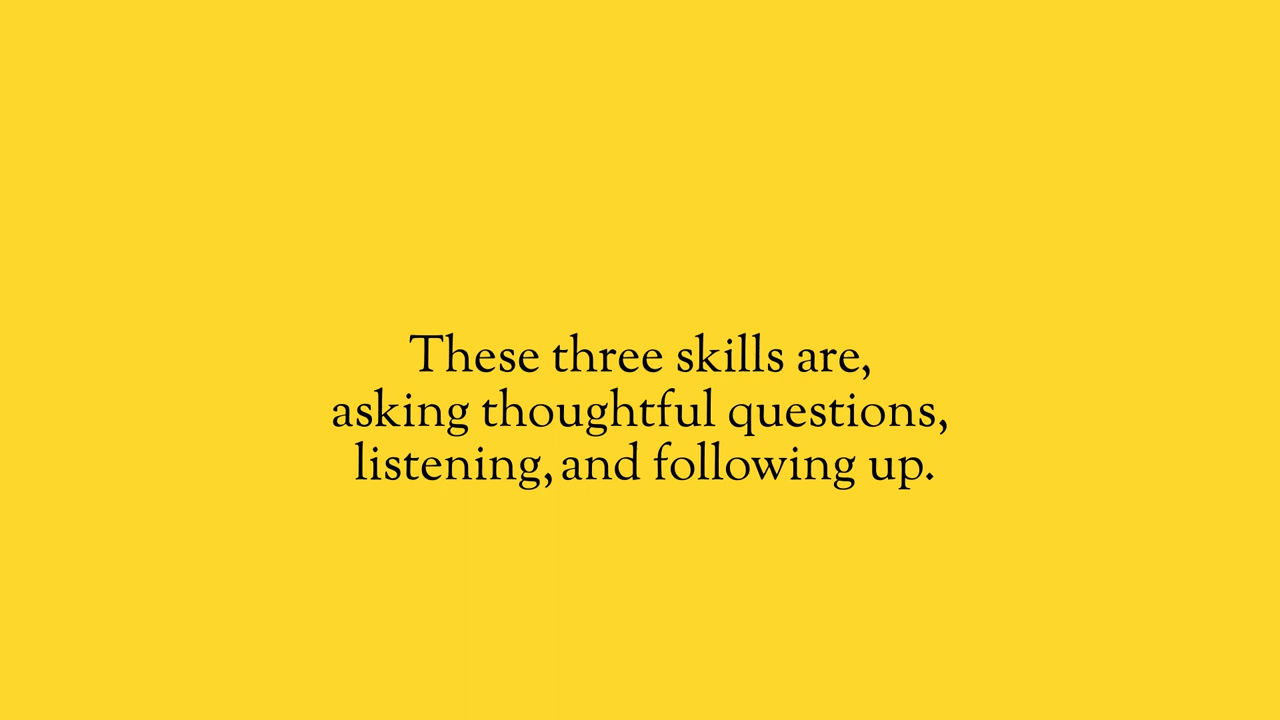 These three skills are,
asking thoughtful questions,
listening, and following up.